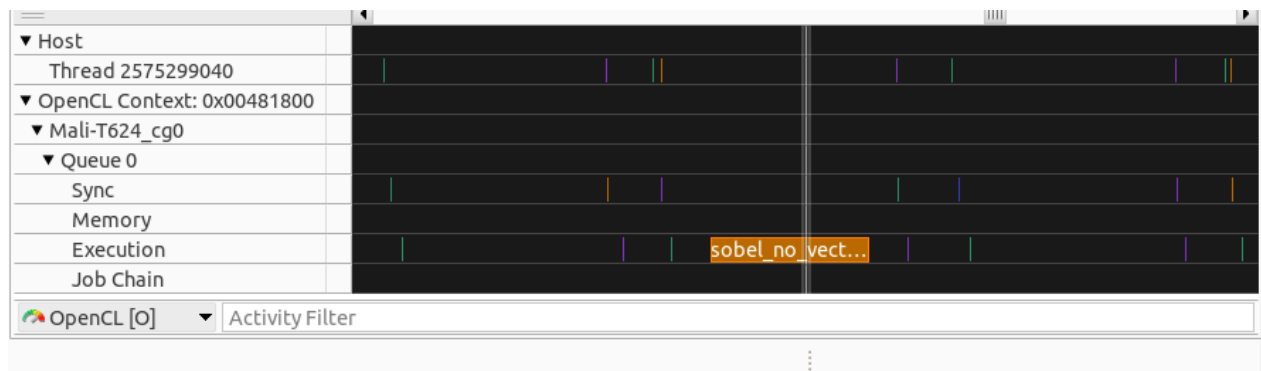 Host
Thread 2575299040
OpenCL Context: 0x00481800
Mali-T624_cg0
Queue 0
Sync
Memory
Execution
sobel_no_vect...
Job Chain
OpenCL [O]
Activity Filter